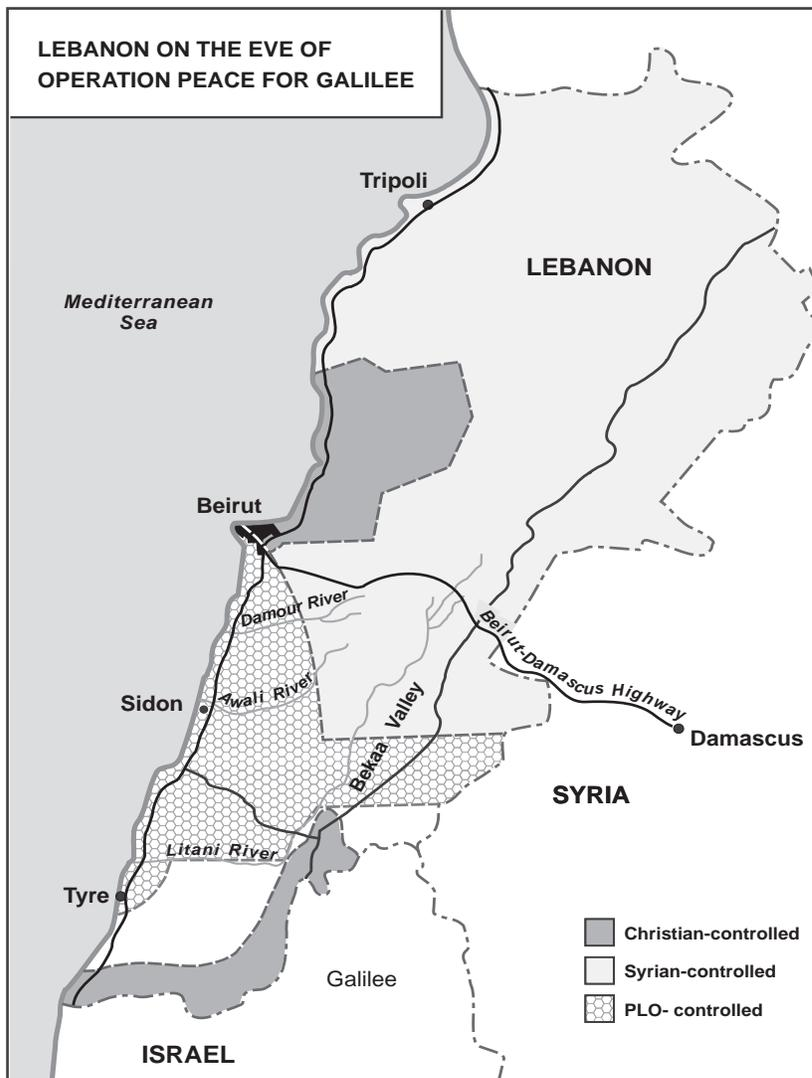 LEBANON ON THE EVE OF
OPERATION PEACE FOR GALILEE
Tripoli
LEBANON
Mediterranean
Sea
Beirut
Damour River
Beirut-Damascus Highway
Awali River
Sidon
Bekaa Valley
Damascus
SYRIA
Litani River
Tyre
Christian-controlled
Syrian-controlled
PLO- controlled
Galilee
ISRAEL